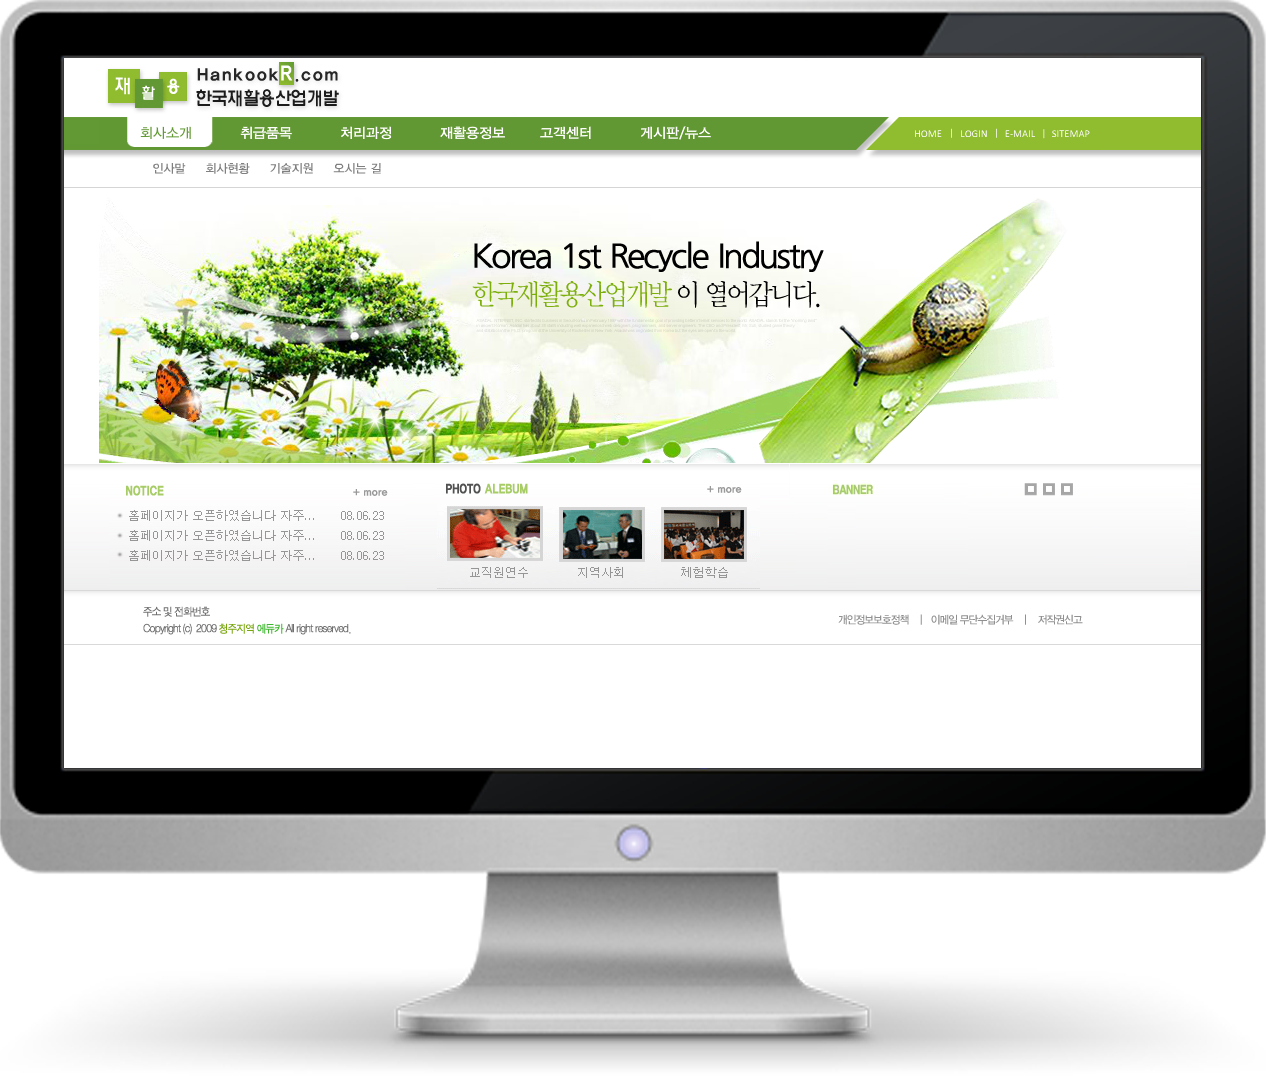 재활용
HankookR.com
한국재활용산업개발
회사소개 취급품목 처리과정 재활용정보 고객센터 게시판/뉴스
HOME | LOGIN | E-MAIL | SITEMAP
인사말 회사현황 기술지원 오시는 길
Korea 1st Recycle Industry
한국재활용산업개발 이 열어갑니다.
NOTICE + more
홈페이지가 오픈하였습니다 자주... 08.06.23
홈페이지가 오픈하였습니다 자주... 08.06.23
홈페이지가 오픈하였습니다 자주... 08.06.23
PHOTO ALEBUM + more
교직원연수 지역사회 체험학습
BANNER
주소 및 전화번호
Copyright (c) 2009 청주지역 에듀카 All right reserved.
개인정보보호정책 | 이메일 무단수집거부 | 저작권신고